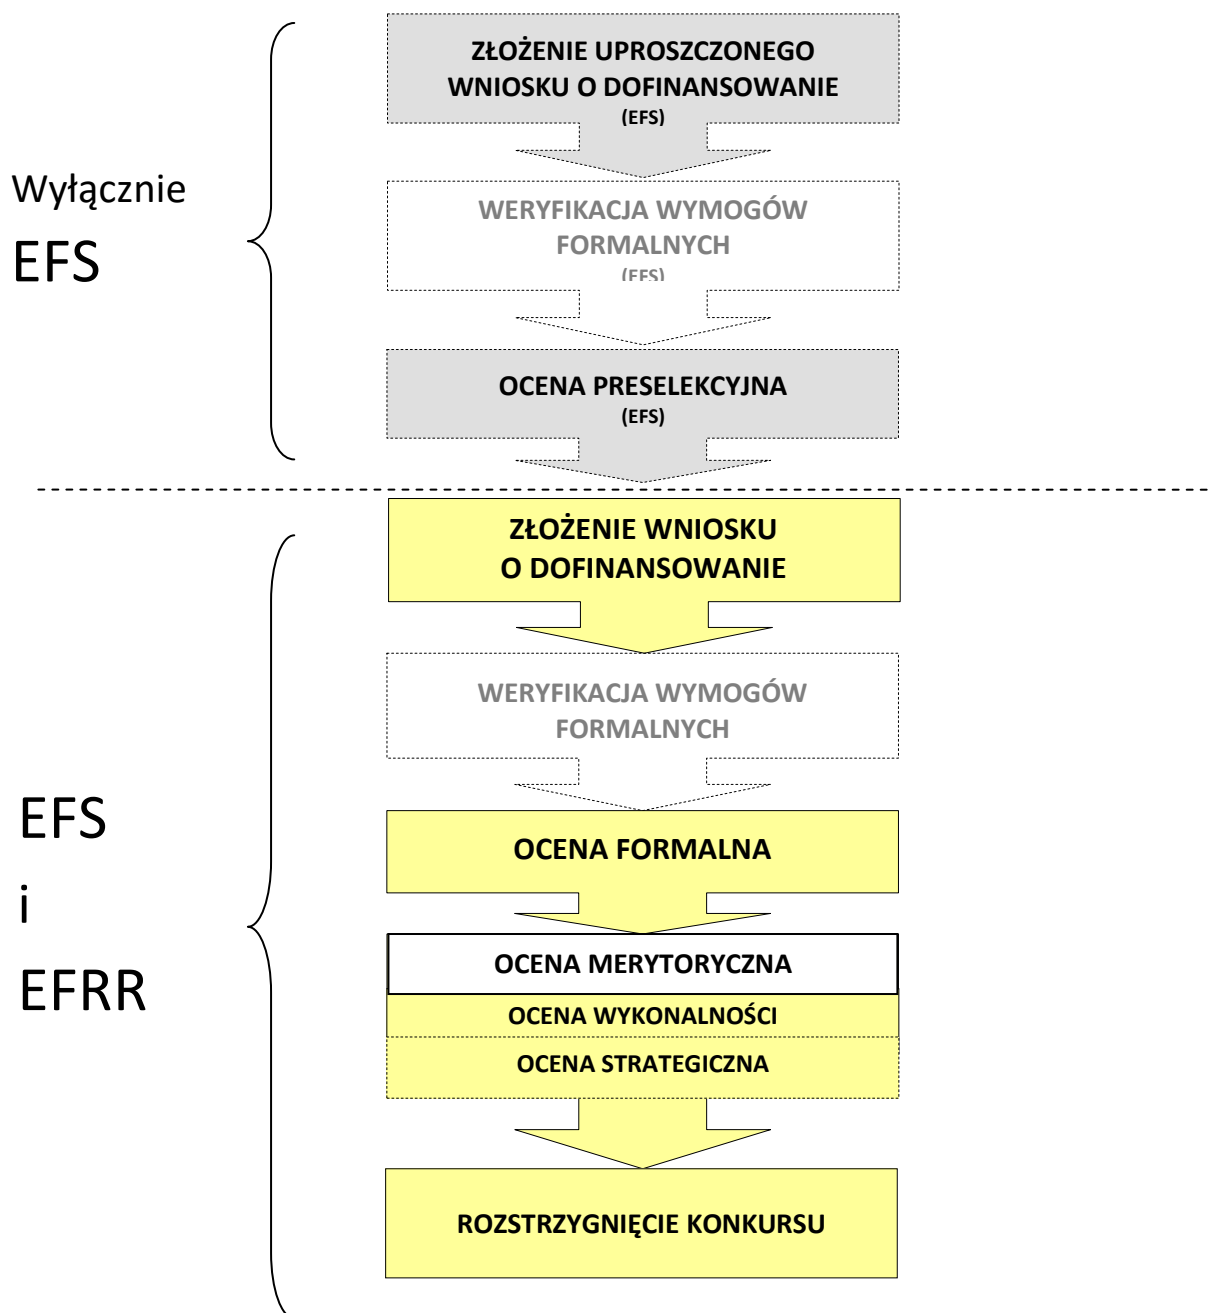 ZŁOŻENIE UPROSZCZONEGO
WNIOSKU O DOFINANSOWANIE
(EFS)
Wyłącznie
EFS
WERYFIKACJA WYMOGÓW
FORMALNYCH
(EFS)
OCENA PRESELEKCYJNA
(EFS)
ZŁOŻENIE WNIOSKU
O DOFINANSOWANIE
WERYFIKACJA WYMOGÓW
FORMALNYCH
EFS
i
EFRR
OCENA FORMALNA
OCENA MERYTORYCZNA
OCENA WYKONALNOŚCI
OCENA STRATEGICZNA
ROZSTRZYGNIĘCIE KONKURSU